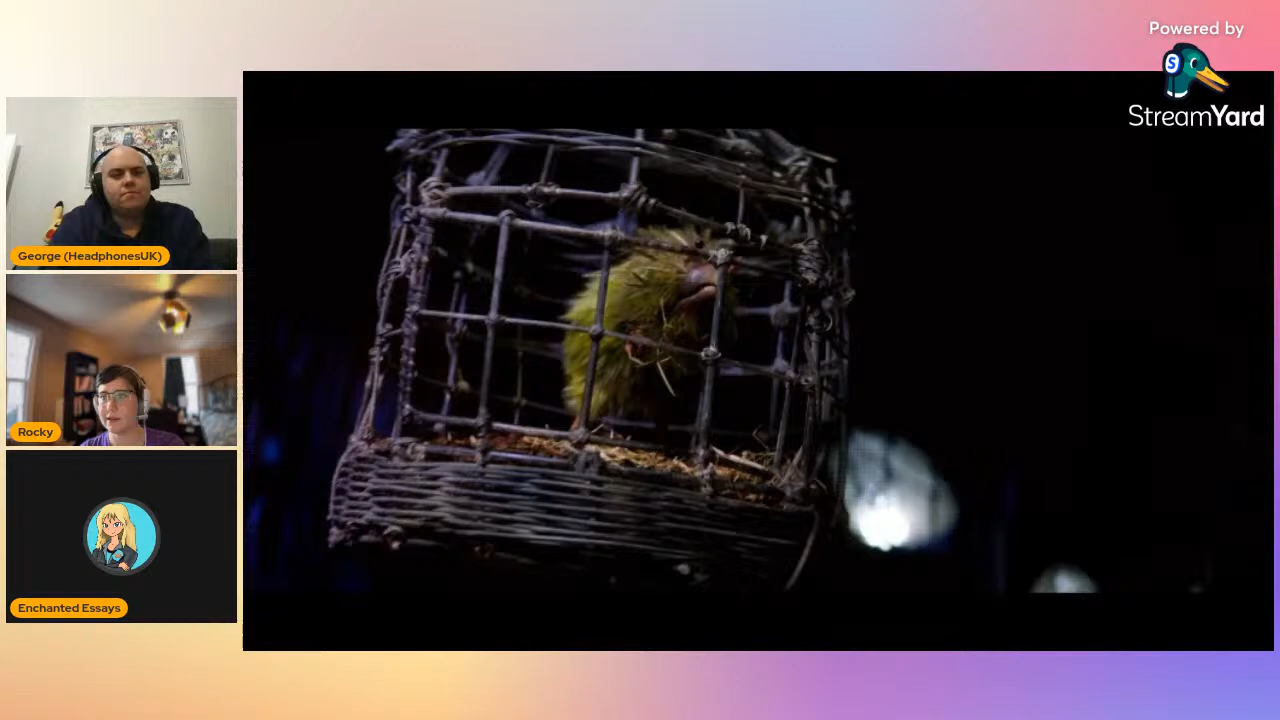 Powered by
StreamYard
George (HeadphonesUK)
Rocky
Enchanted Essays